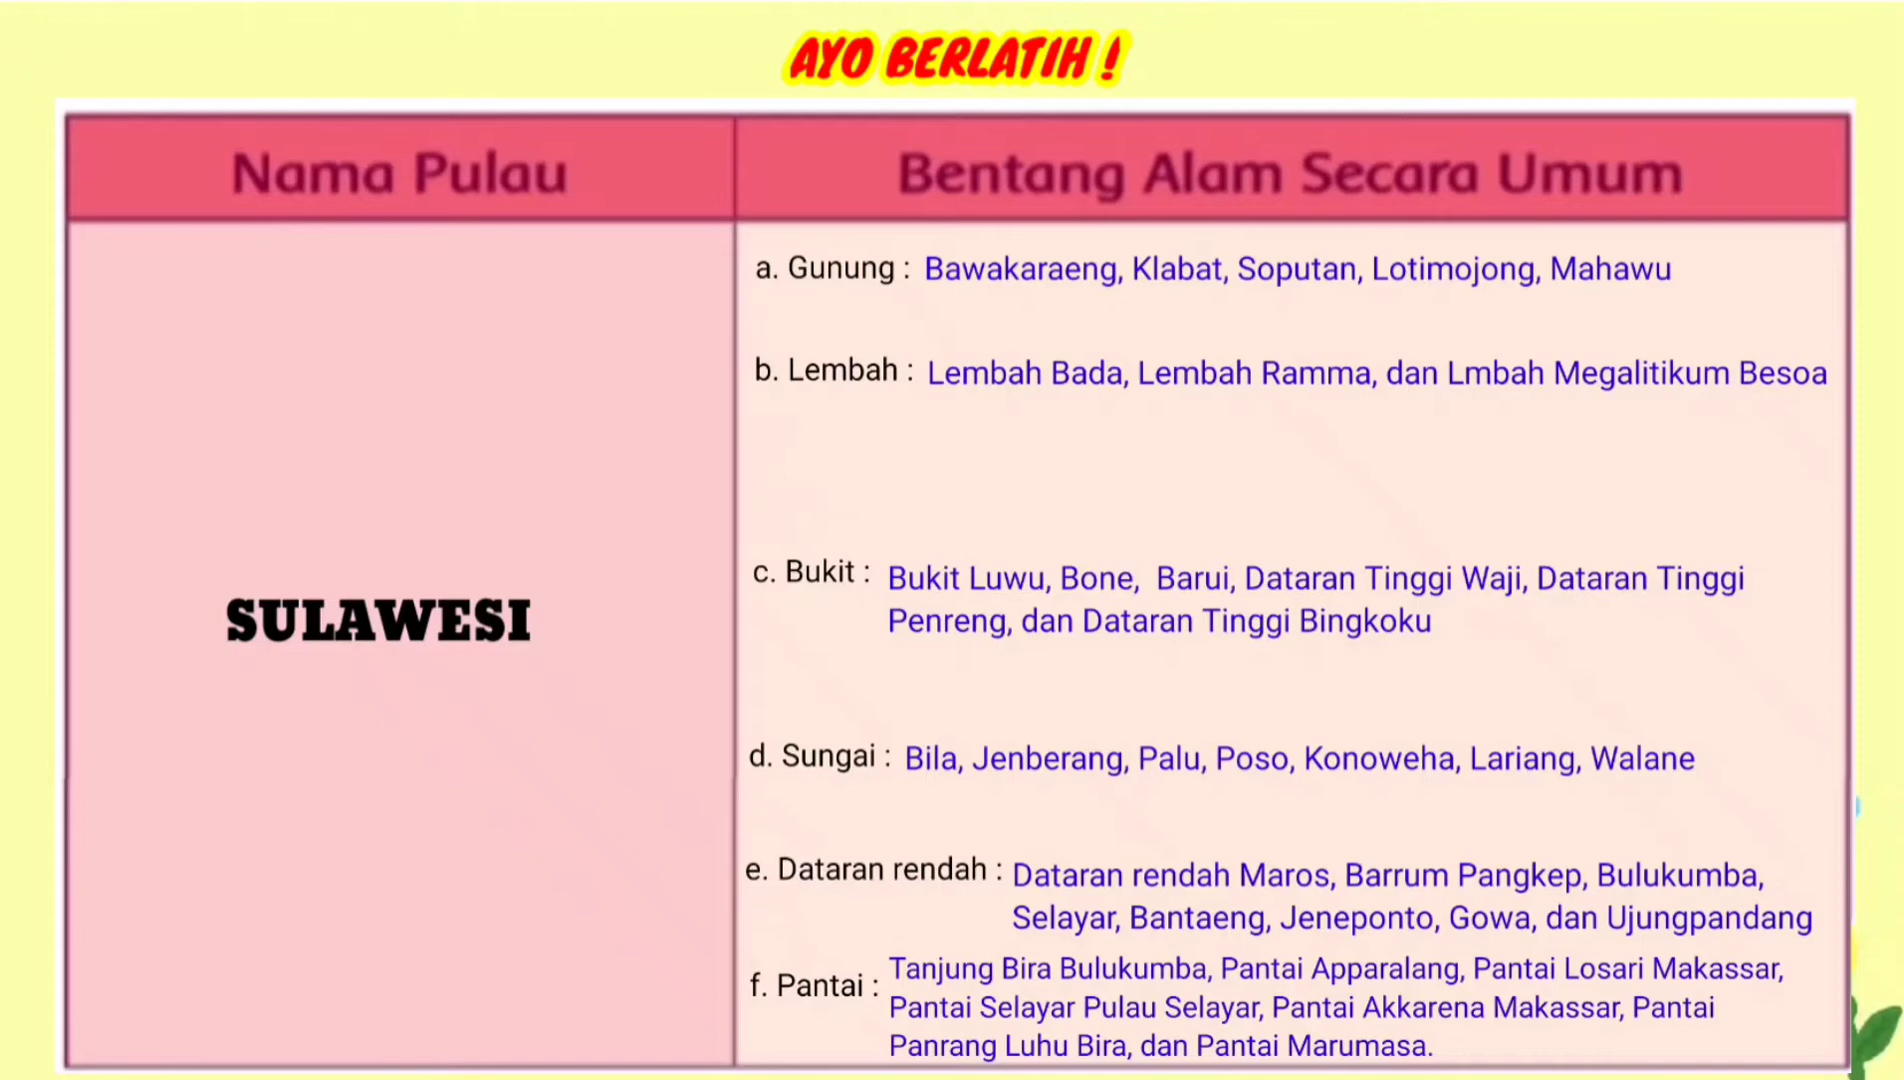 AYO BERLATIH !
Nama Pulau
Bentang Alam Secara Umum
SULAWESI
a. Gunung : Bawakaraeng, Klabat, Soputan, Lotimojong, Mahawu
b. Lembah : Lembah Bada, Lembah Ramma, dan Lmbah Megalitikum Besoa
c. Bukit : Bukit Luwu, Bone, Barui, Dataran Tinggi Waji, Dataran Tinggi
Penreng, dan Dataran Tinggi Bingkoku
d. Sungai : Bila, Jenberang, Palu, Poso, Konoweha, Lariang, Walane
e. Dataran rendah : Dataran rendah Maros, Barrum Pangkep, Bulukumba,
Selayar, Bantaeng, Jeneponto, Gowa, dan Ujungpandang
f. Pantai : Tanjung Bira Bulukumba, Pantai Apparalang, Pantai Losari Makassar,
Pantai Selayar Pulau Selayar, Pantai Akkarena Makassar, Pantai
Panrang Luhu Bira, dan Pantai Marumasa.